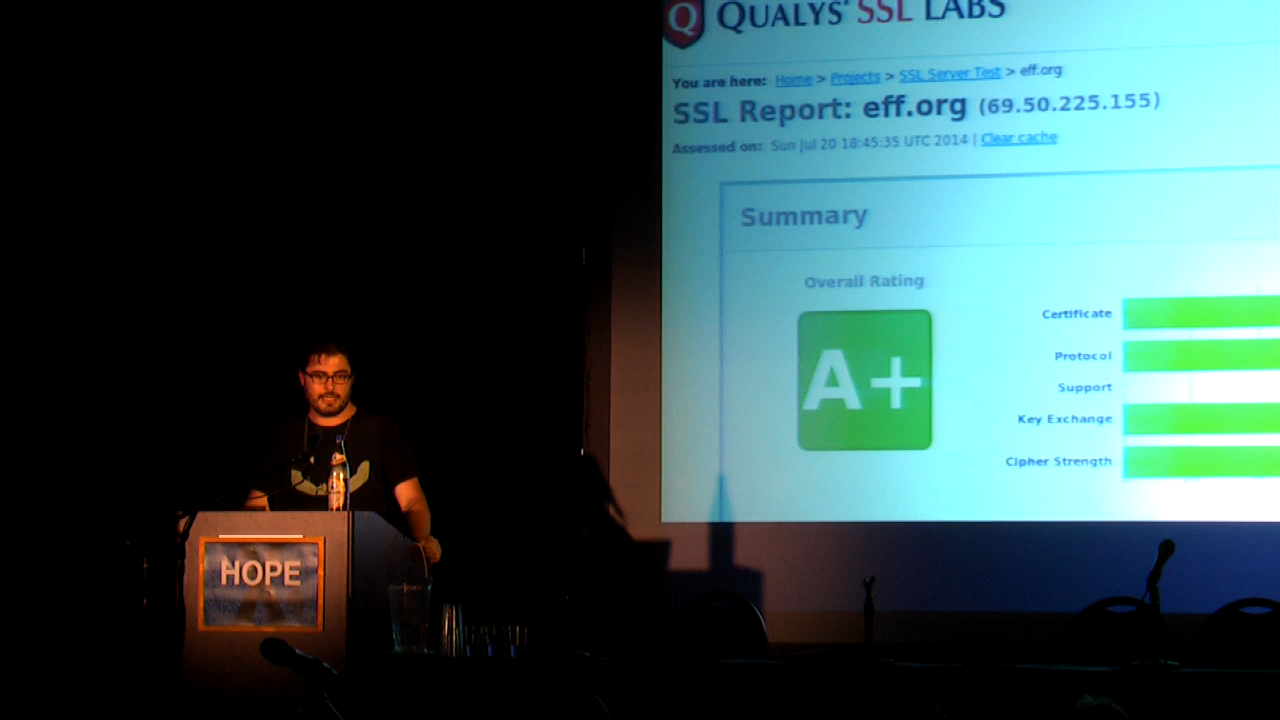 QUALYS' SSL LABS
You are here: Home > Projects > SSL Server Test > eff.org
SSL Report: eff.org (69.50.225.155)
Assessed on: Sun Jul 20 18:45:35 UTC 2014 | Clear cache
Summary
Overall Rating
A+
Certificate
Protocol
Support
Key Exchange
Cipher Strength
HOPE